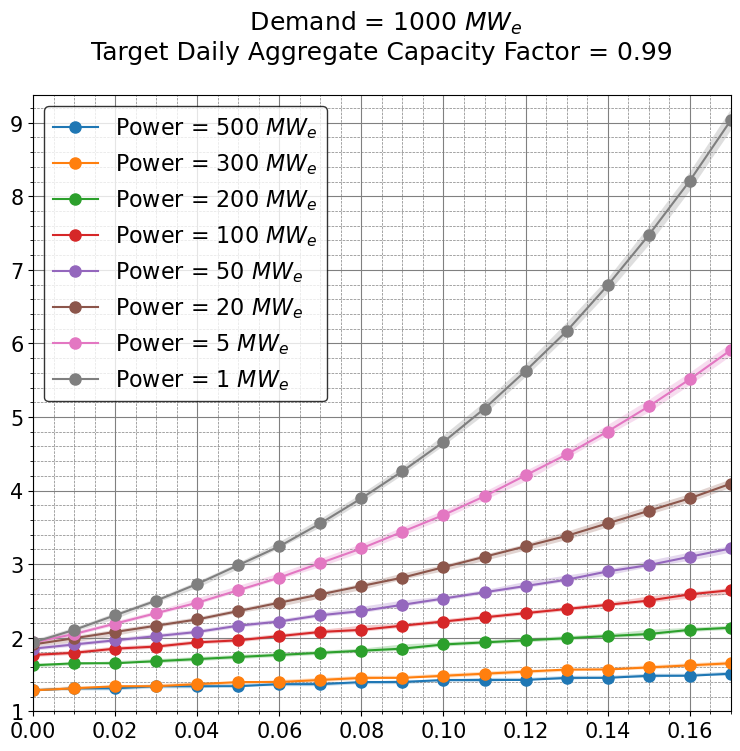 Demand = 1000 MWₑ
Target Daily Aggregate Capacity Factor = 0.99
Power = 500 MWₑ
Power = 300 MWₑ
Power = 200 MWₑ
Power = 100 MWₑ
Power = 50 MWₑ
Power = 20 MWₑ
Power = 5 MWₑ
Power = 1 MWₑ
9
8
7
6
5
4
3
2
1
0.00 0.02 0.04 0.06 0.08 0.10 0.12 0.14 0.16